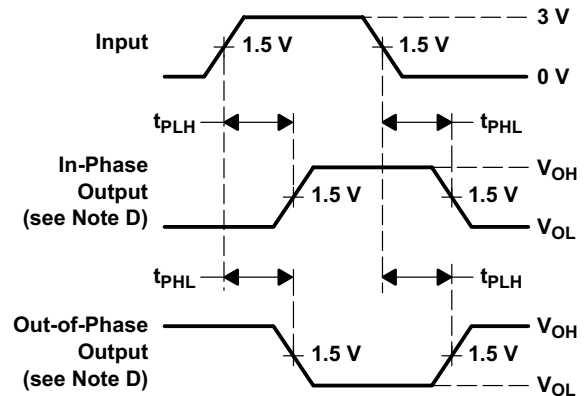 3 V
Input
1.5 V
1.5 V
0 V
tPLH
tPHL
In-Phase
Output
(see Note D)
VOH
1.5 V
1.5 V
VOL
tPHL
tPLH
Out-of-Phase
Output
(see Note D)
VOH
1.5 V
1.5 V
VOL